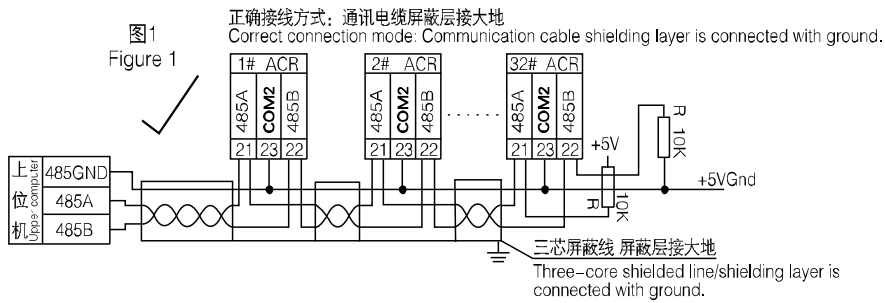 图1
Figure 1
正确接线方式：通讯电缆屏蔽层接大地
Correct connection mode: Communication cable shielding layer is connected with ground.
1# ACR
485A COM2 485B
21 23 22
2# ACR
485A COM2 485B
21 23 22
32# ACR
485A COM2 485B
21 23 22
R 10K
+5V
R 10K
+5VGnd
上位机
Upper computer
485GND
485A
485B
三芯屏蔽线 屏蔽层接大地
Three-core shielded line/shielding layer is
connected with ground.